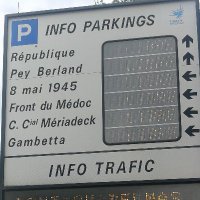 P INFO PARKINGS
République
Pey Berland
8 mai 1945
Front du Médoc
C. Cial Mériadeck
Gambetta
INFO TRAFIC